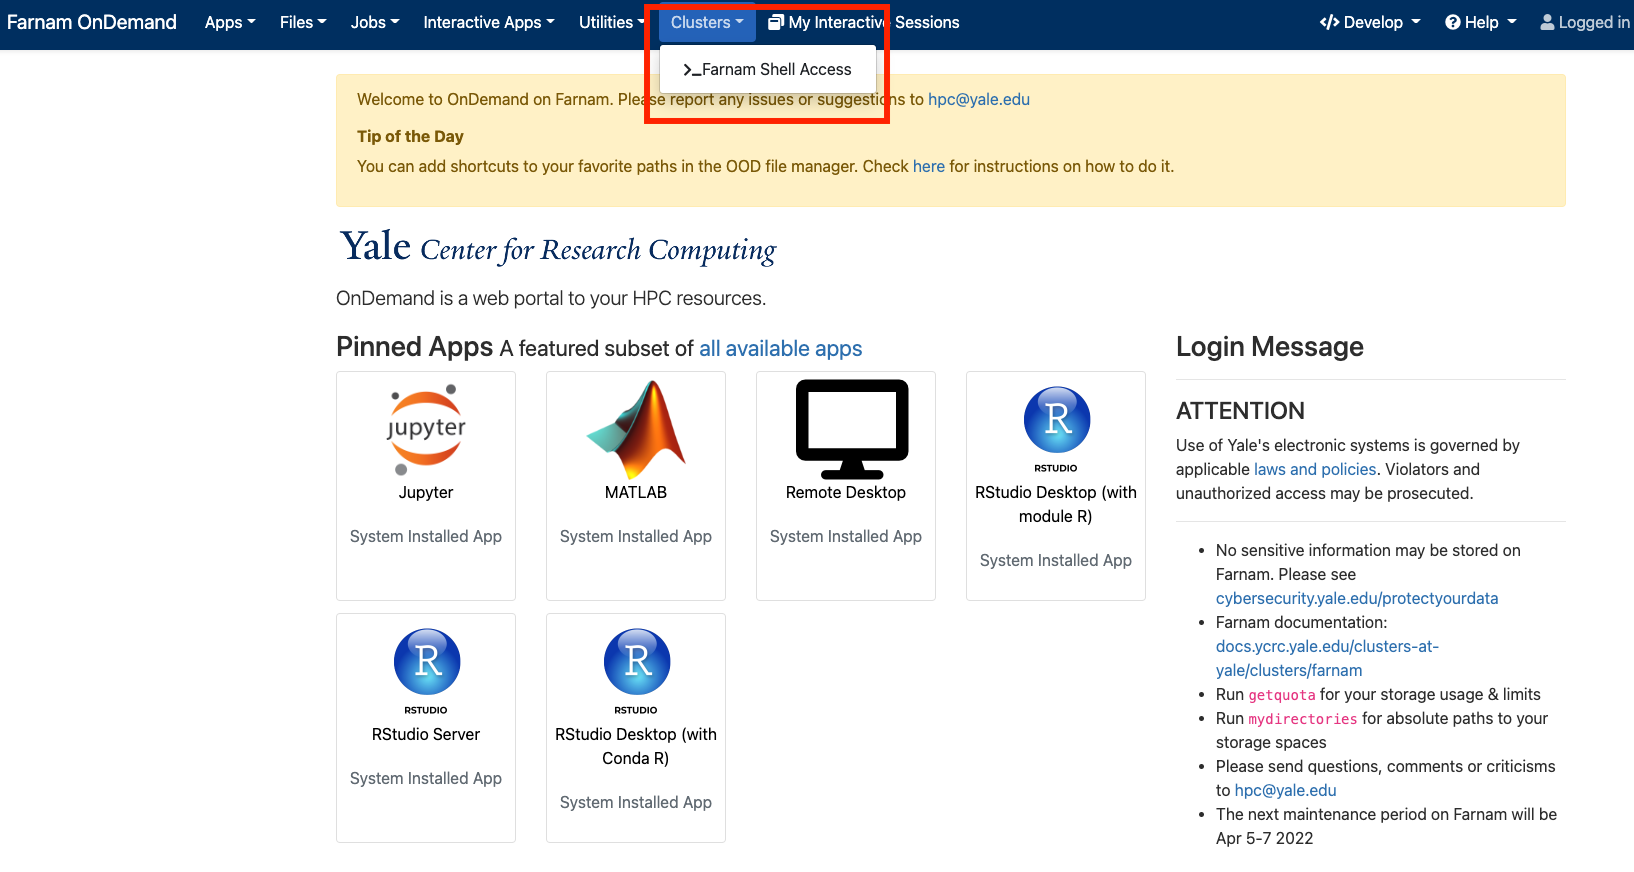 Farnam OnDemand Apps Files Jobs Interactive Apps Utilities Clusters My Interactive Sessions Develop Help Logged in
Farnam Shell Access
Welcome to OnDemand on Farnam. Please report any issues or suggestions to hpc@yale.edu
Tip of the Day
You can add shortcuts to your favorite paths in the OOD file manager. Check here for instructions on how to do it.
Yale Center for Research Computing
OnDemand is a web portal to your HPC resources.
Pinned Apps A featured subset of all available apps
jupyter
Jupyter
System Installed App
MATLAB
System Installed App
Remote Desktop
System Installed App
R
RSTUDIO
RStudio Desktop (with
module R)
System Installed App
R
RSTUDIO
RStudio Server
System Installed App
R
RSTUDIO
RStudio Desktop (with
Conda R)
System Installed App
Login Message
ATTENTION
Use of Yale's electronic systems is governed by
applicable laws and policies. Violators and
unauthorized access may be prosecuted.
• No sensitive information may be stored on
Farnam. Please see
cybersecurity.yale.edu/protectyourdata
• Farnam documentation:
docs.ycrc.yale.edu/clusters-at-
yale/clusters/farnam
• Run getquota for your storage usage & limits
• Run mydirectories for absolute paths to your
storage spaces
• Please send questions, comments or criticisms
to hpc@yale.edu
• The next maintenance period on Farnam will be
Apr 5-7 2022